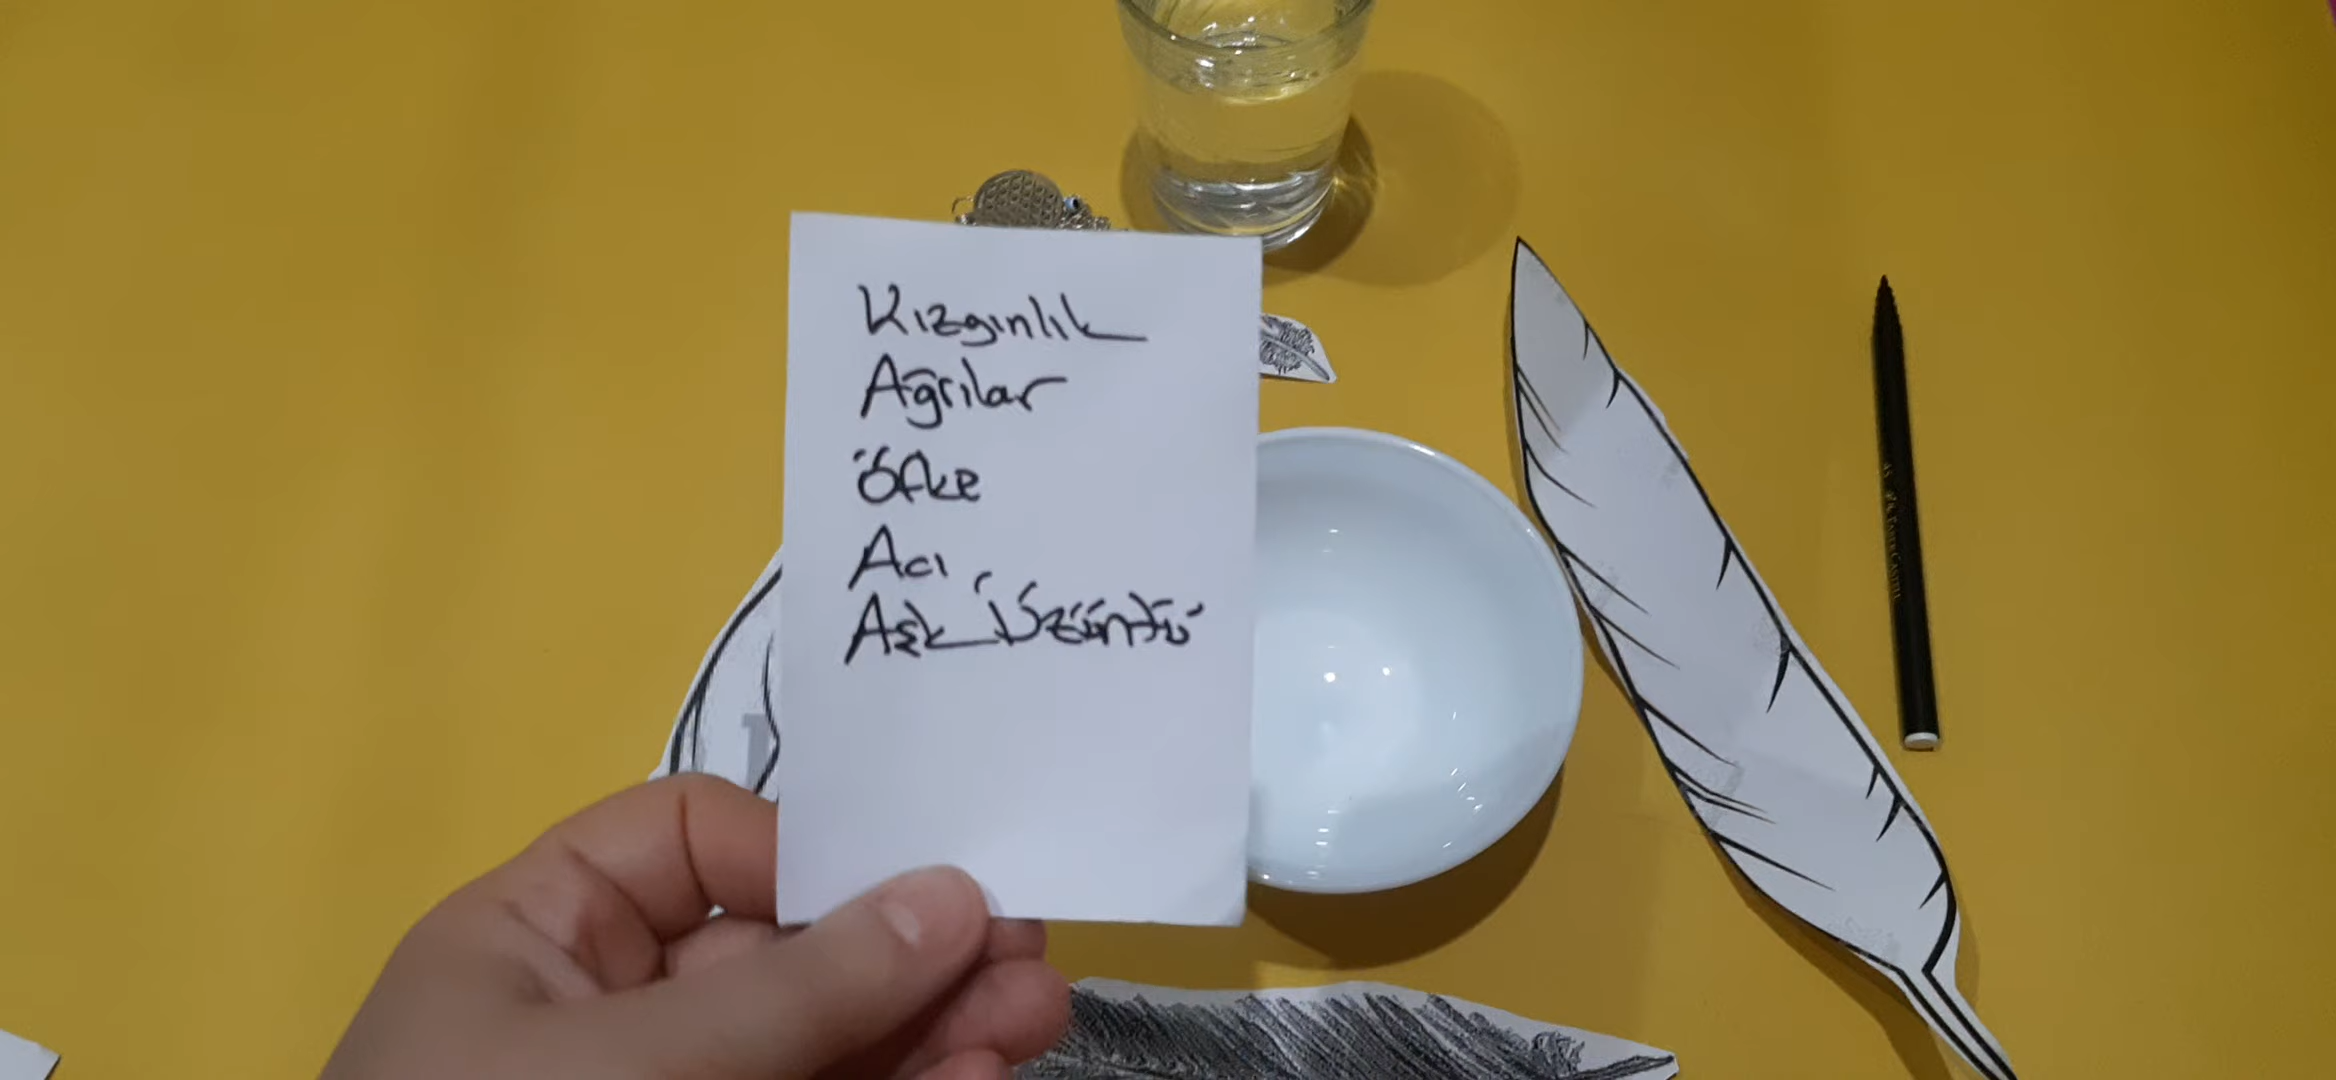 Kızgınlık
Ağrılar
Öfke
Acı
Aşk Üzüntü